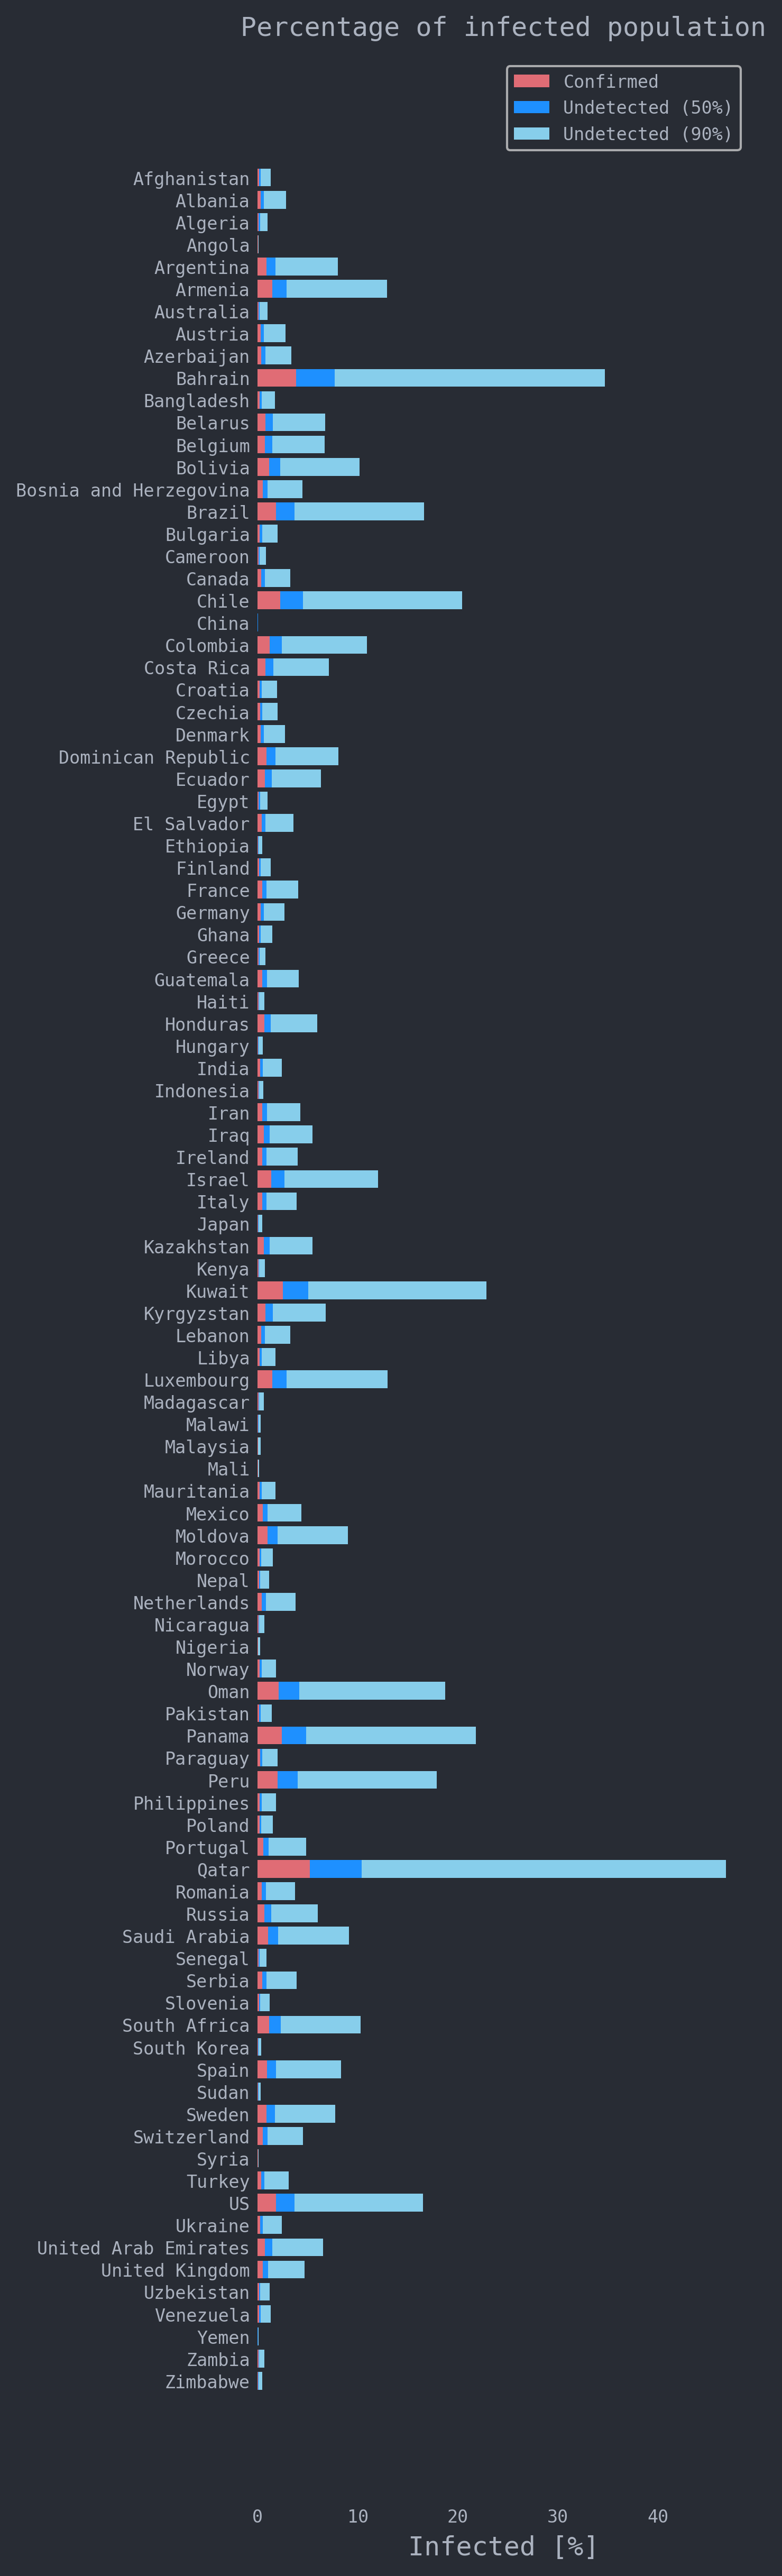 Percentage of infected population
Confirmed
Undetected (50%)
Undetected (90%)
Afghanistan
Albania
Algeria
Angola
Argentina
Armenia
Australia
Austria
Azerbaijan
Bahrain
Bangladesh
Belarus
Belgium
Bolivia
Bosnia and Herzegovina
Brazil
Bulgaria
Cameroon
Canada
Chile
China
Colombia
Costa Rica
Croatia
Czechia
Denmark
Dominican Republic
Ecuador
Egypt
El Salvador
Ethiopia
Finland
France
Germany
Ghana
Greece
Guatemala
Haiti
Honduras
Hungary
India
Indonesia
Iran
Iraq
Ireland
Israel
Italy
Japan
Kazakhstan
Kenya
Kuwait
Kyrgyzstan
Lebanon
Libya
Luxembourg
Madagascar
Malawi
Malaysia
Mali
Mauritania
Mexico
Moldova
Morocco
Nepal
Netherlands
Nicaragua
Nigeria
Norway
Oman
Pakistan
Panama
Paraguay
Peru
Philippines
Poland
Portugal
Qatar
Romania
Russia
Saudi Arabia
Senegal
Serbia
Slovenia
South Africa
South Korea
Spain
Sudan
Sweden
Switzerland
Syria
Turkey
US
Ukraine
United Arab Emirates
United Kingdom
Uzbekistan
Venezuela
Yemen
Zambia
Zimbabwe
0 10 20 30 40
Infected [%]